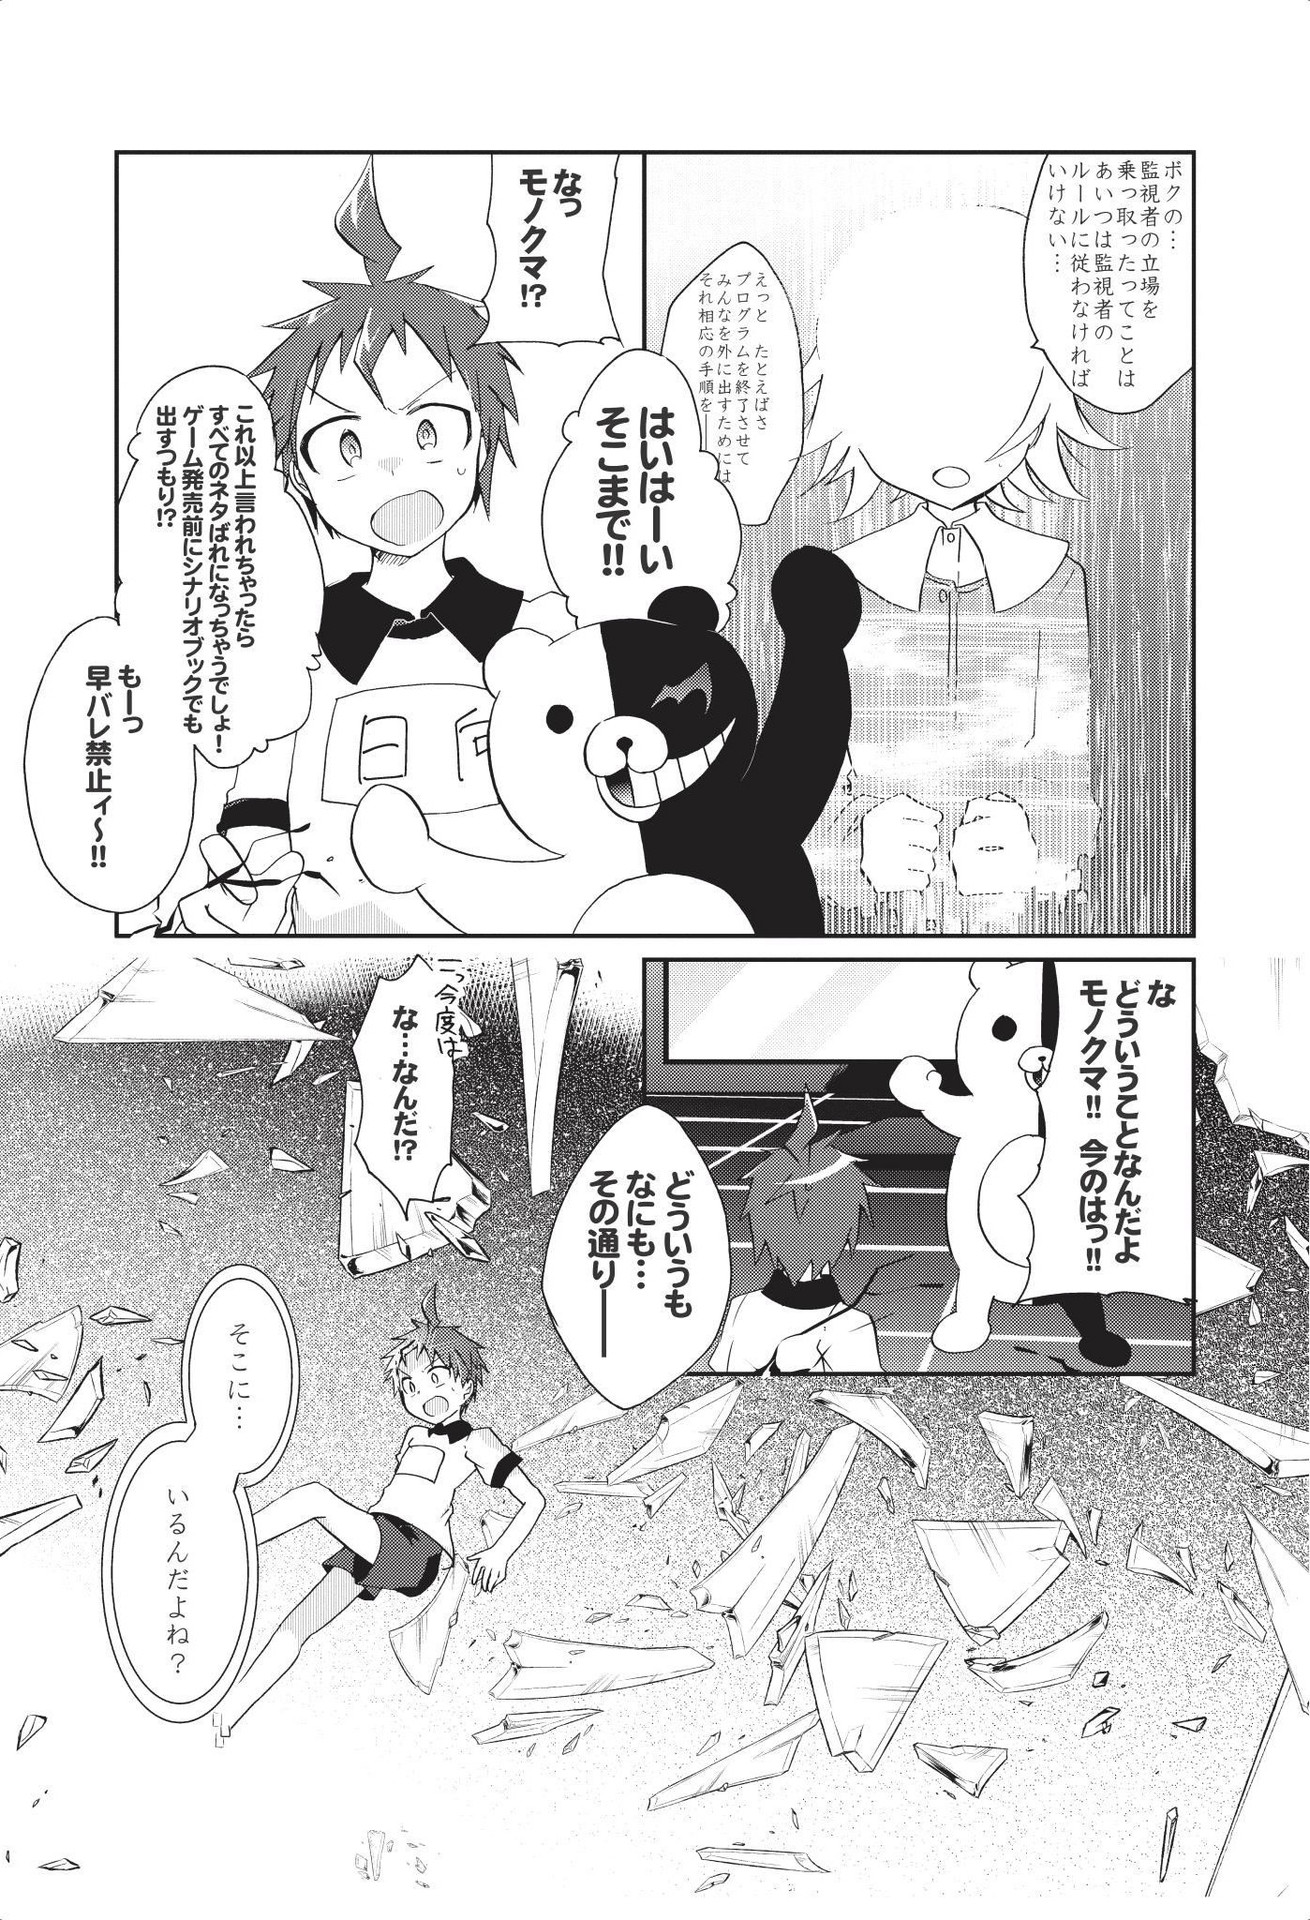 ボクの…
監視者の立場を
乗っ取ったってことは
あいつは監視者の
ルールに従わなければ
いけない…
えっと たとえばさ
プログラムを終了させて
みんなを外に出すためには
それ相応の手順を――
はいはーい
そこまで!!
なっ
モノクマ!?
日向
これ以上言われちゃったら
すべてのネタばれになっちゃうでしょ！
ゲーム発売前にシナリオブックでも
出すつもり!?
もーっ
早バレ禁止ィ〜!!
な
どういうことなんだよ
モノクマ!! 今のはっ!!
どういうも
なにも…
その通り――
こっ今度は
な…なんだ!?
そこに…
いるんだよね？